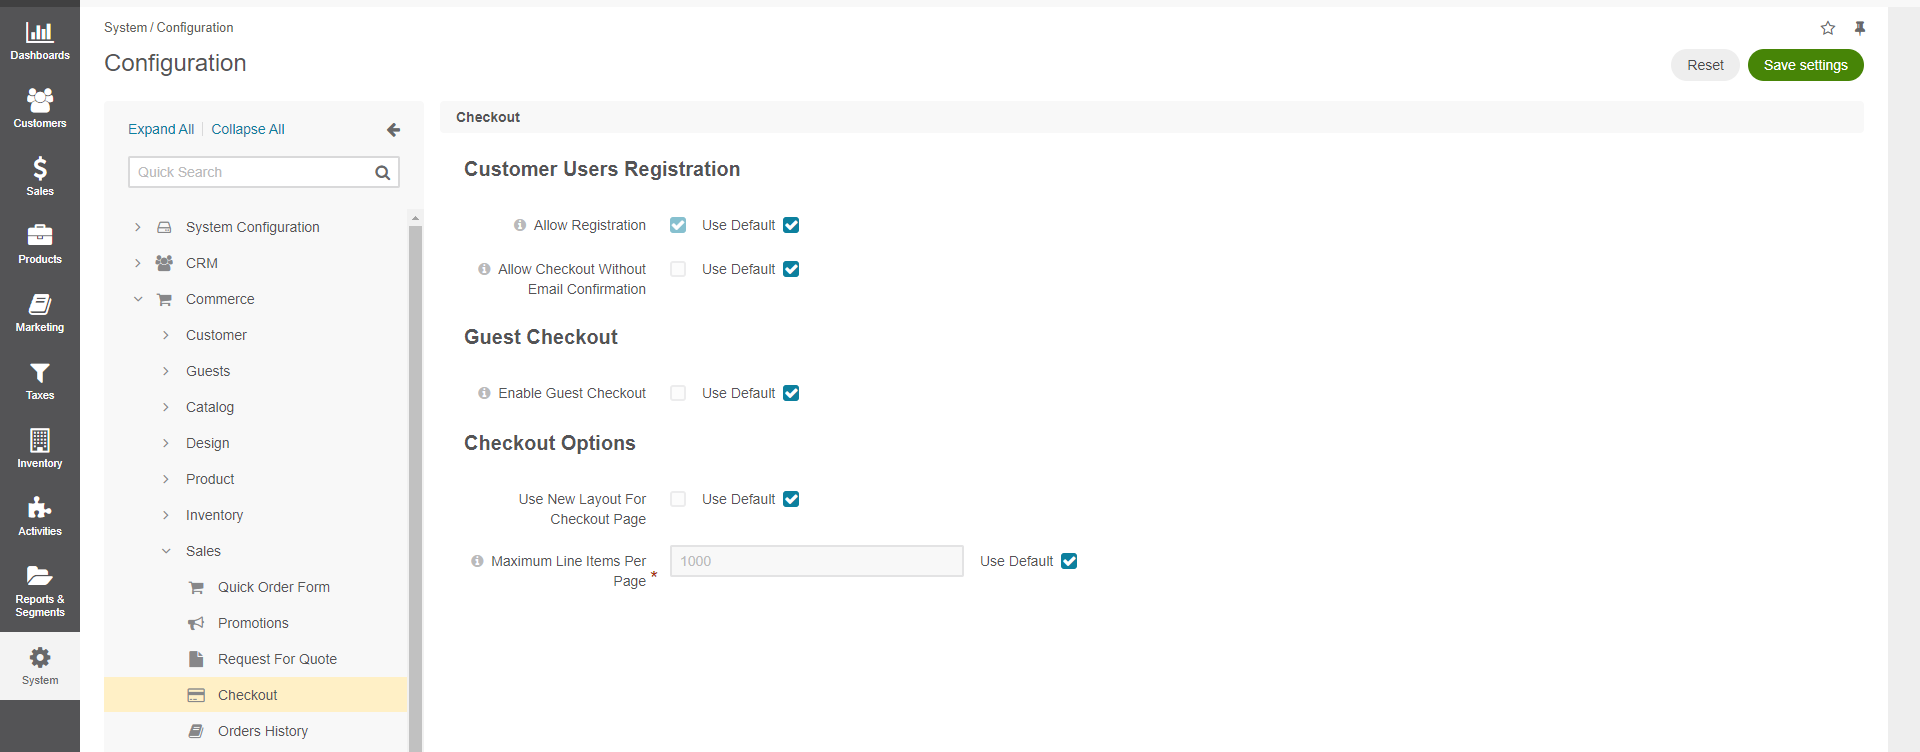 Dashboards
Customers
Sales
Products
Marketing
Taxes
Inventory
Activities
Reports &
Segments
System
System / Configuration
Configuration
Reset
Save settings
Expand All
Collapse All
Quick Search
System Configuration
CRM
Commerce
Customer
Guests
Catalog
Design
Product
Inventory
Sales
Quick Order Form
Promotions
Request For Quote
Checkout
Orders History
Checkout
Customer Users Registration
Allow Registration
Use Default
Allow Checkout Without
Email Confirmation
Use Default
Guest Checkout
Enable Guest Checkout
Use Default
Checkout Options
Use New Layout For
Checkout Page
Use Default
Maximum Line Items Per
Page *
1000
Use Default